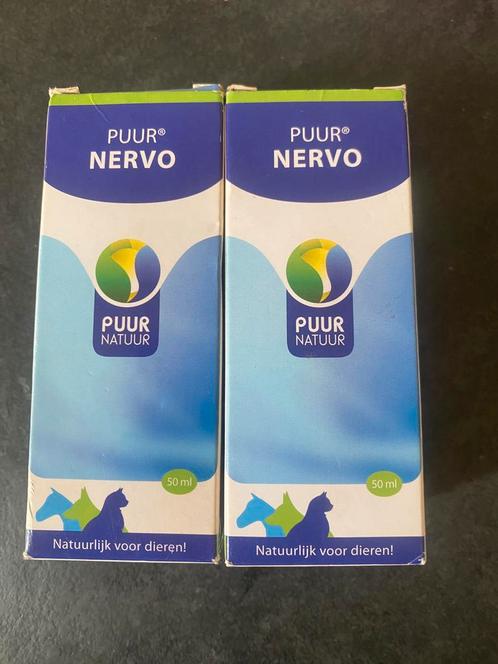 PUUR®
NERVO
PUUR
NATUUR
50 ml
Natuurlijk voor dieren!
PUUR®
NERVO
PUUR
NATUUR
50 ml
Natuurlijk voor dieren!